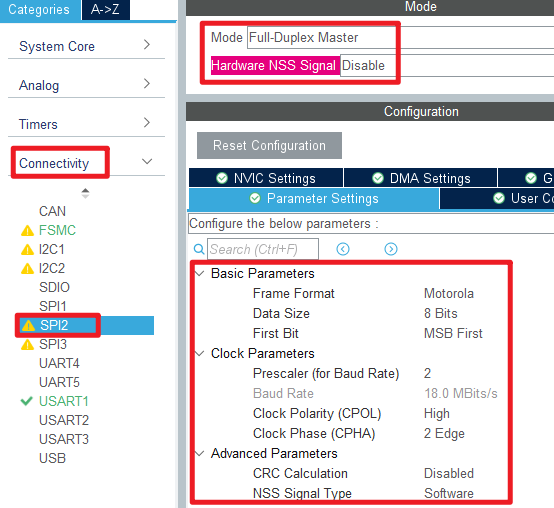 Categories
A->Z
System Core
Analog
Timers
Connectivity
CAN
FSMC
I2C1
I2C2
SDIO
SPI1
SPI2
SPI3
UART4
UART5
USART1
USART2
USART3
USB
Mode
Mode Full-Duplex Master
Hardware NSS Signal Disable
Configuration
Reset Configuration
NVIC Settings
DMA Settings
G
Parameter Settings
User Co
Configure the below parameters :
Search (Ctrl+F)
Basic Parameters
Frame Format Motorola
Data Size 8 Bits
First Bit MSB First
Clock Parameters
Prescaler (for Baud Rate) 2
Baud Rate 18.0 MBits/s
Clock Polarity (CPOL) High
Clock Phase (CPHA) 2 Edge
Advanced Parameters
CRC Calculation Disabled
NSS Signal Type Software